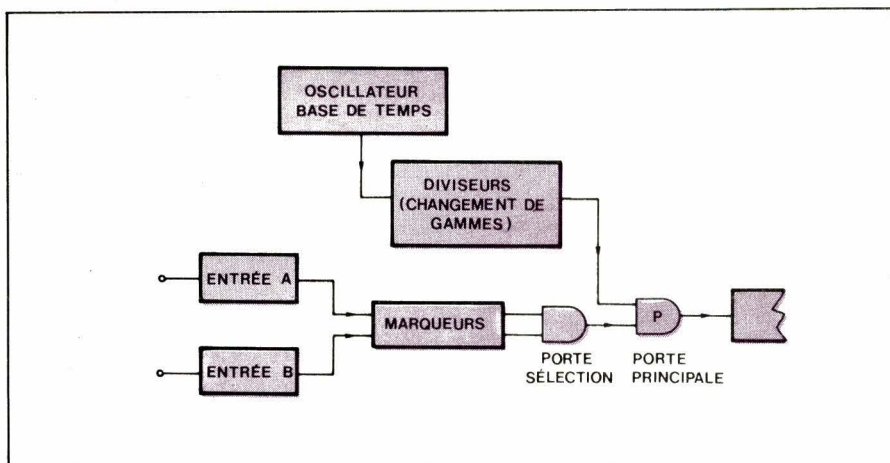 OSCILLATEUR
BASE DE TEMPS
DIVISEURS
(CHANGEMENT DE
GAMMES)
ENTRÉE A
MARQUEURS
P
ENTRÉE B
PORTE
SÉLECTION
PORTE
PRINCIPALE